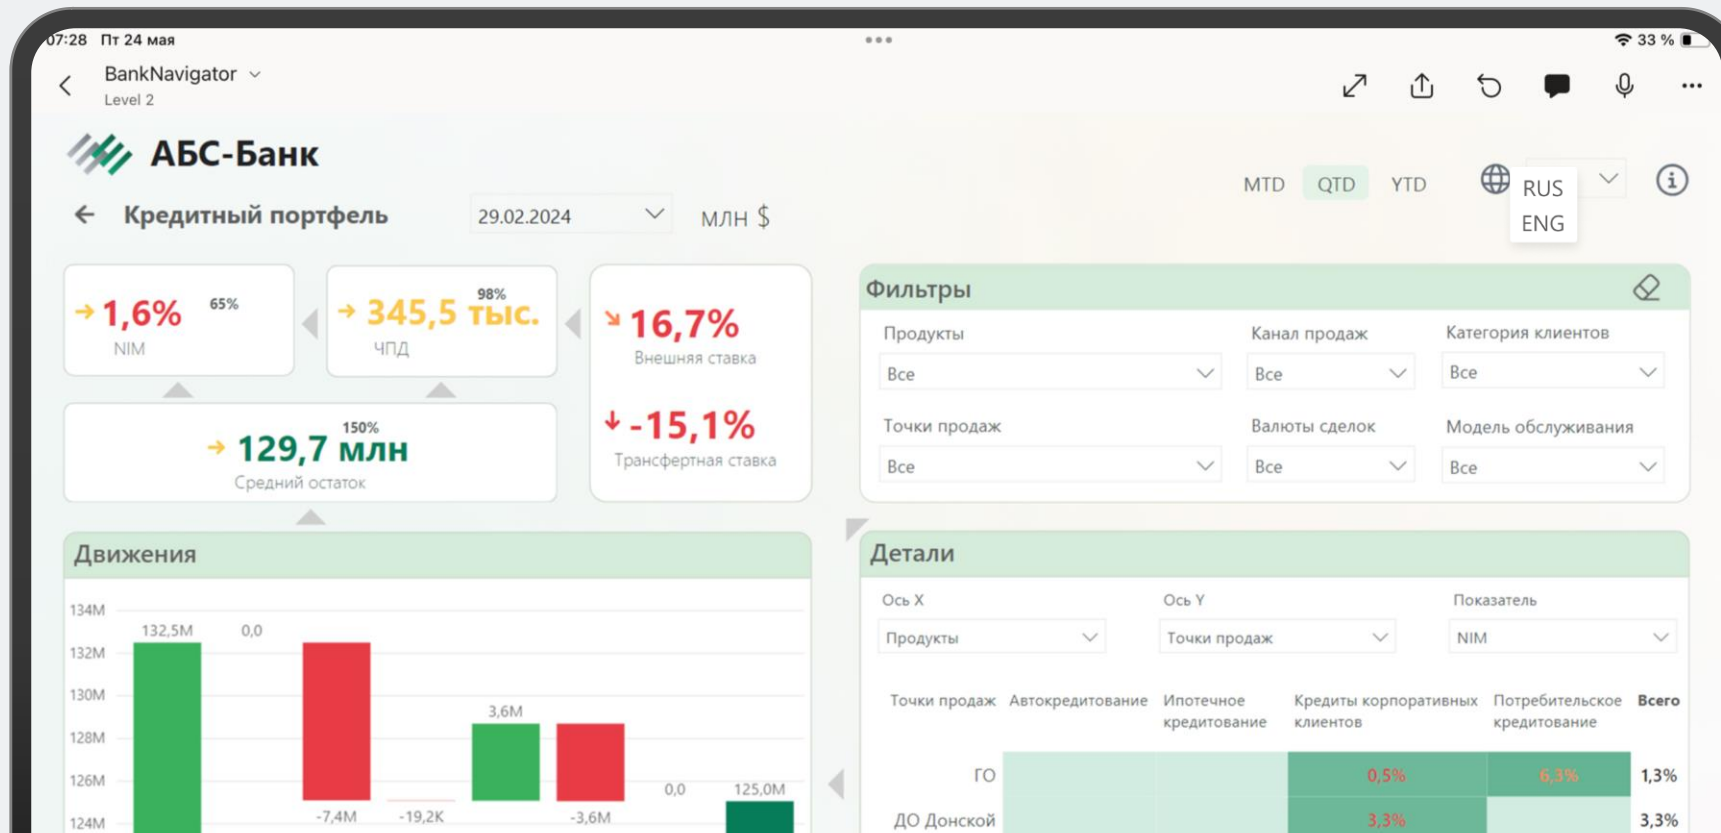 07:28 Пт 24 мая
33 %
BankNavigator
Level 2
АБС-Банк
MTD QTD YTD
RUS
ENG
Кредитный портфель
29.02.2024
млн $
1,6%
65%
NIM
345,5 тыс.
98%
ЧПД
16,7%
Внешняя ставка
-15,1%
Трансфертная ставка
129,7 млн
150%
Средний остаток
Фильтры
Продукты
Канал продаж
Категория клиентов
Все
Все
Все
Точки продаж
Валюты сделок
Модель обслуживания
Все
Все
Все
Движения
134M
132M
130M
128M
126M
124M
132,5M
0,0
-7,4M
-19,2K
3,6M
-3,6M
0,0
125,0M
Детали
Ось X
Ось Y
Показатель
Продукты
Точки продаж
NIM
Точки продаж
Автокредитование
Ипотечное
кредитование
Кредиты корпоративных
клиентов
Потребительское
кредитование
Всего
ГО
0,5%
6,3%
1,3%
ДО Донской
3,3%
3,3%